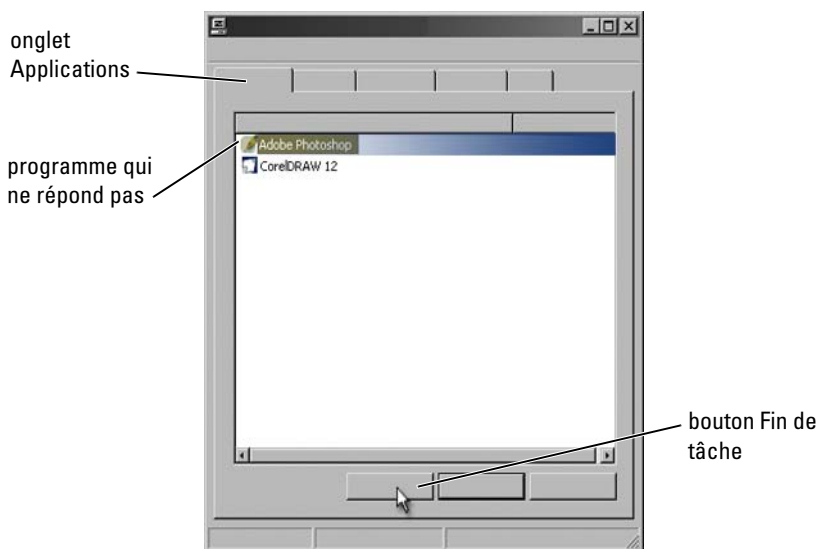 onglet
Applications
Adobe Photoshop
CorelDRAW 12
programme qui
ne répond pas
bouton Fin de
tâche